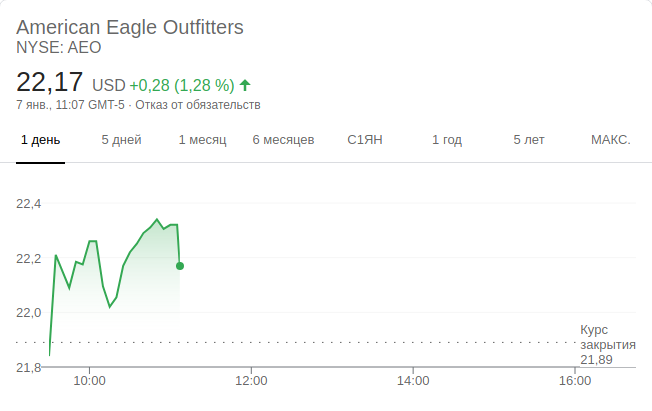 American Eagle Outfitters
NYSE: AEO
22,17 USD +0,28 (1,28 %)
7 янв., 11:07 GMT-5 · Отказ от обязательств
1 день 5 дней 1 месяц 6 месяцев С1ЯН 1 год 5 лет МАКС.
22,4
22,2
22,0
Курс
закрытия
21,89
21,8
10:00 12:00 14:00 16:00